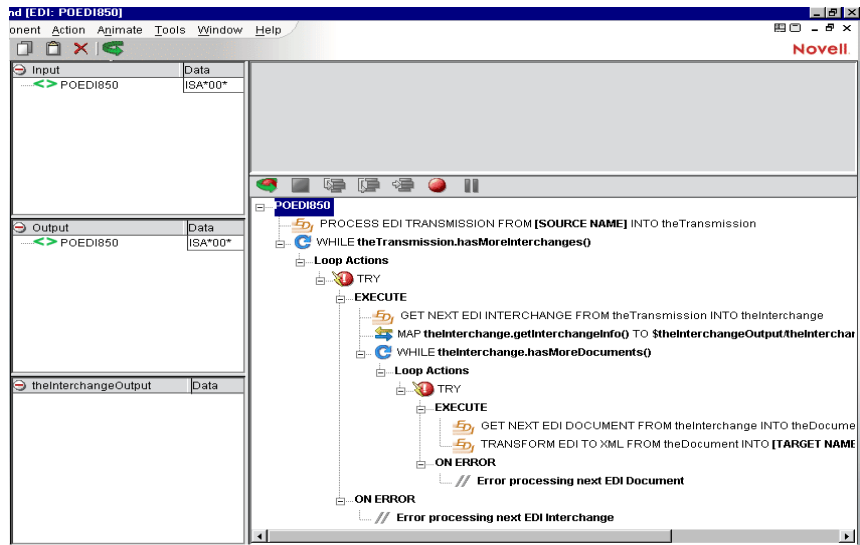 nd [EDI: POEDI850]
onent Action Animate Tools Window Help
Novell
Input Data
POEDI850 ISA*00*
Output Data
POEDI850 ISA*00*
theInterchangeOutput Data
POEDI850
EDI PROCESS EDI TRANSMISSION FROM [SOURCE NAME] INTO theTransmission
WHILE theTransmission.hasMoreInterchanges()
Loop Actions
TRY
EXECUTE
EDI GET NEXT EDI INTERCHANGE FROM theTransmission INTO theInterchange
MAP theInterchange.getInterchangeInfo() TO $theInterchangeOutput/theInterchar
WHILE theInterchange.hasMoreDocuments()
Loop Actions
TRY
EXECUTE
EDI GET NEXT EDI DOCUMENT FROM theInterchange INTO theDocume
EDI TRANSFORM EDI TO XML FROM theDocument INTO [TARGET NAME
ON ERROR
// Error processing next EDI Document
ON ERROR
// Error processing next EDI Interchange